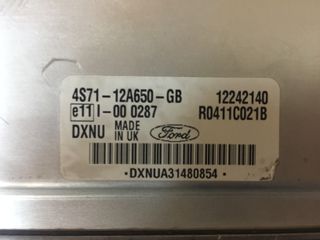 4S71-12A650-GB 12242140
e11 I-00 0287 R0411C021B
DXNU MADE IN UK Ford
·DXNUA31480854·